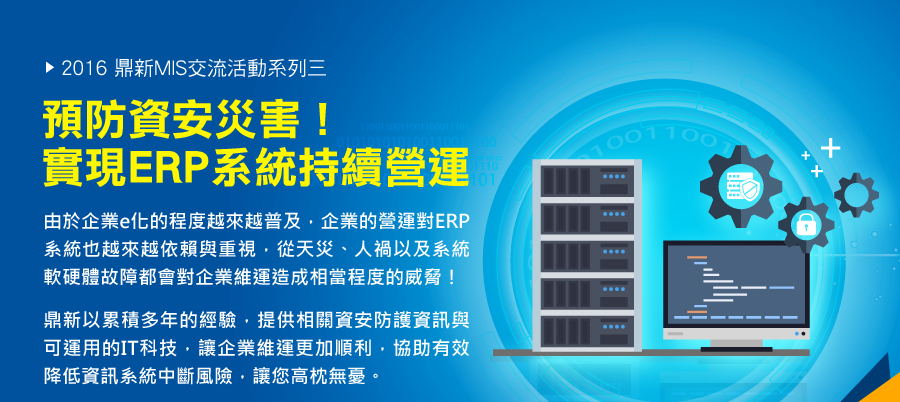 ▶ 2016 鼎新MIS交流活動系列三
預防資安災害！
實現ERP系統持續營運
由於企業e化的程度越來越普及，企業的營運對ERP
系統也越來越依賴與重視，從天災、人禍以及系統
軟硬體故障都會對企業維運造成相當程度的威脅！
鼎新以累積多年的經驗，提供相關資安防護資訊與
可運用的IT科技，讓企業維運更加順利，協助有效
降低資訊系統中斷風險，讓您高枕無憂。